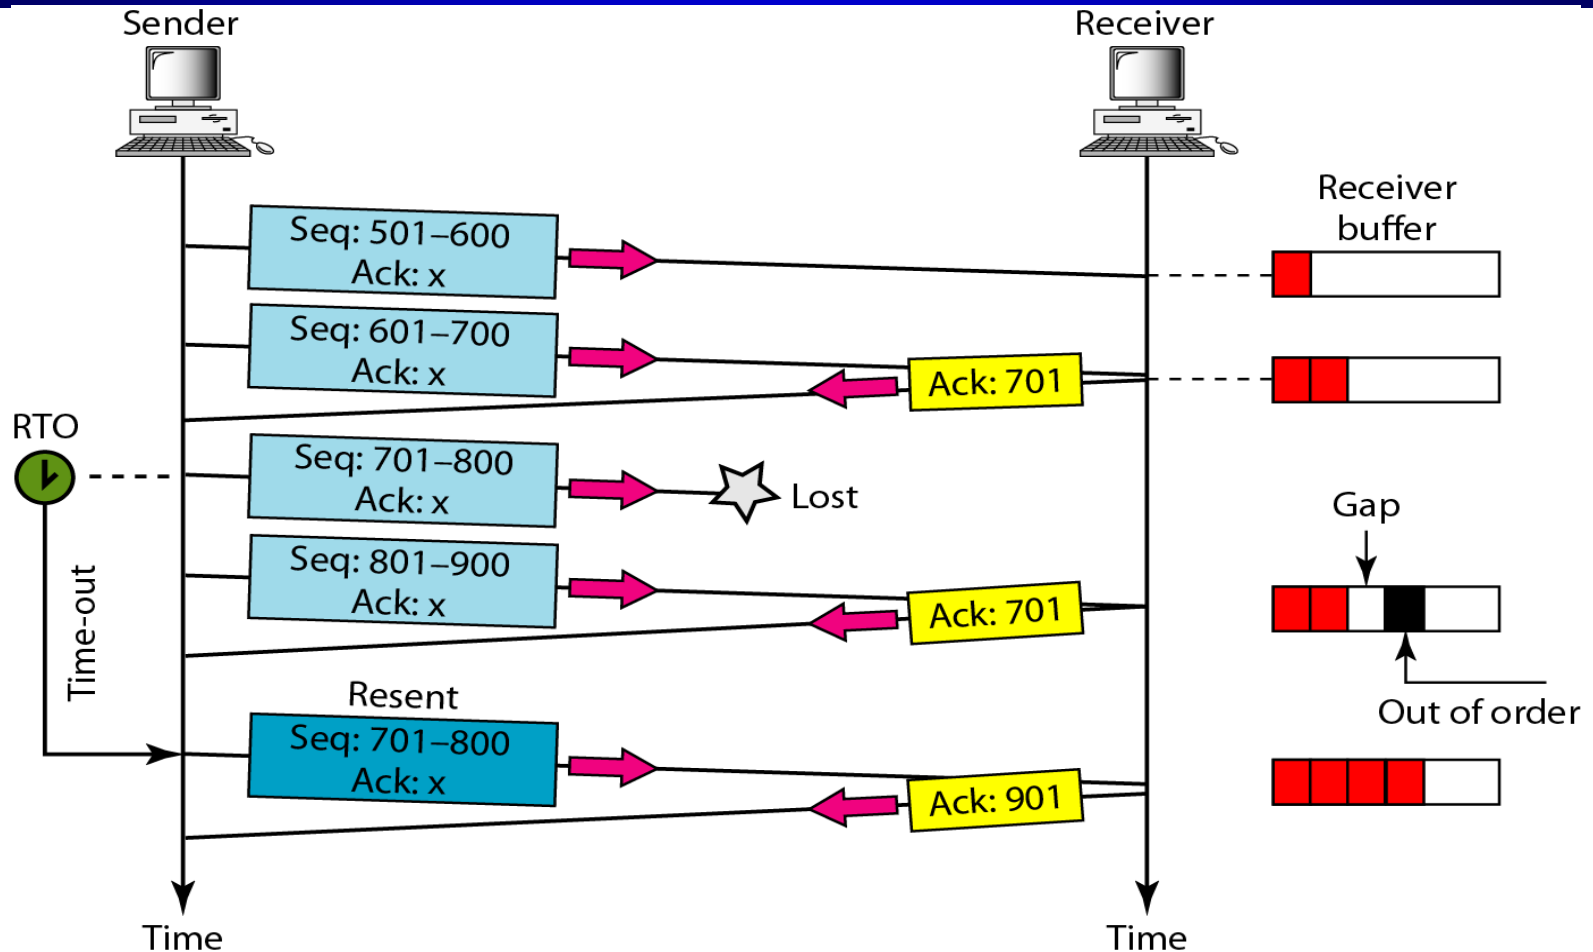 Sender
Receiver
Receiver
buffer
Seq: 501–600
Ack: x
Seq: 601–700
Ack: x
Ack: 701
RTO
Seq: 701–800
Ack: x
Lost
Gap
Time-out
Seq: 801–900
Ack: x
Ack: 701
Out of order
Resent
Seq: 701–800
Ack: x
Ack: 901
Time
Time